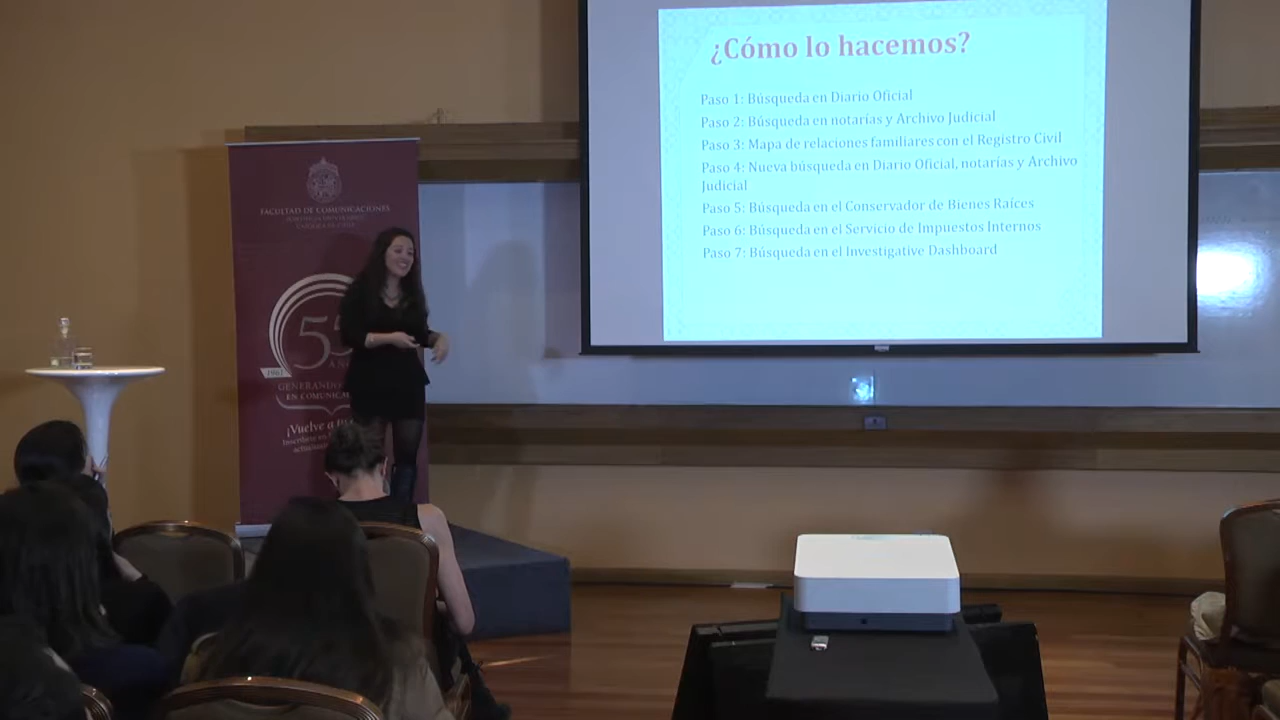 ¿Cómo lo hacemos?
Paso 1: Búsqueda en Diario Oficial
Paso 2: Búsqueda en notarías y Archivo Judicial
Paso 3: Mapa de relaciones familiares con el Registro Civil
Paso 4: Nueva búsqueda en Diario Oficial, notarías y Archivo
Judicial
Paso 5: Búsqueda en el Conservador de Bienes Raíces
Paso 6: Búsqueda en el Servicio de Impuestos Internos
Paso 7: Búsqueda en el Investigative Dashboard
FACULTAD DE COMUNICACIONES
55
1961
EN
¡Vuelve a